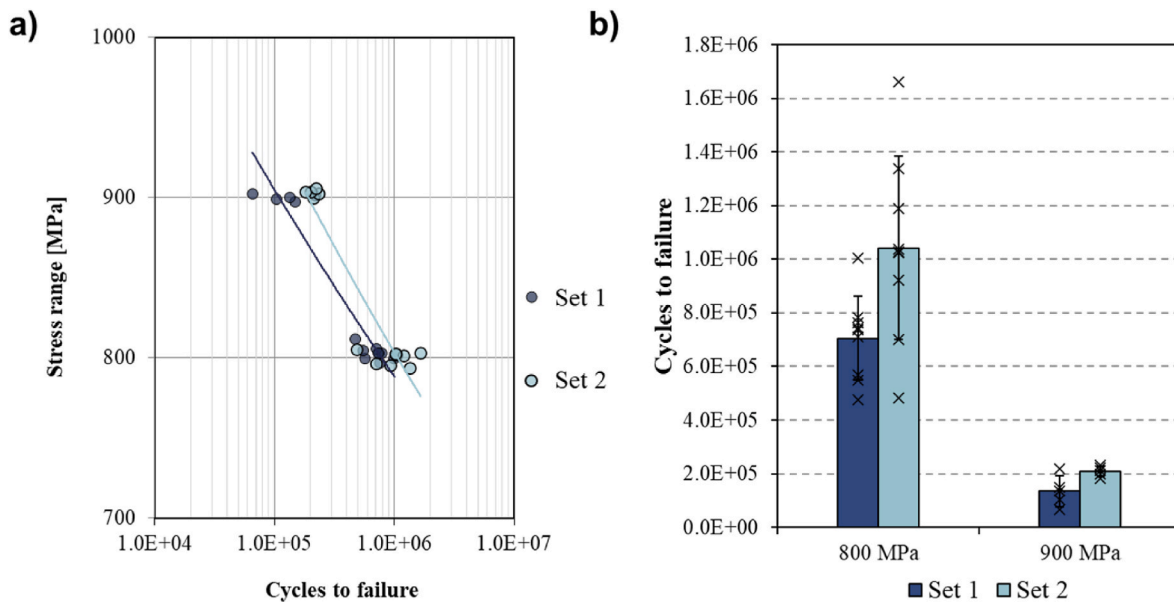 a)
Stress range [MPa]
1000
900
800
700
1.0E+04 1.0E+05 1.0E+06 1.0E+07
Cycles to failure
Set 1
Set 2
b)
Cycles to failure
1.8E+06
1.6E+06
1.4E+06
1.2E+06
1.0E+06
8.0E+05
6.0E+05
4.0E+05
2.0E+05
0.0E+00
800 MPa 900 MPa
Set 1 Set 2